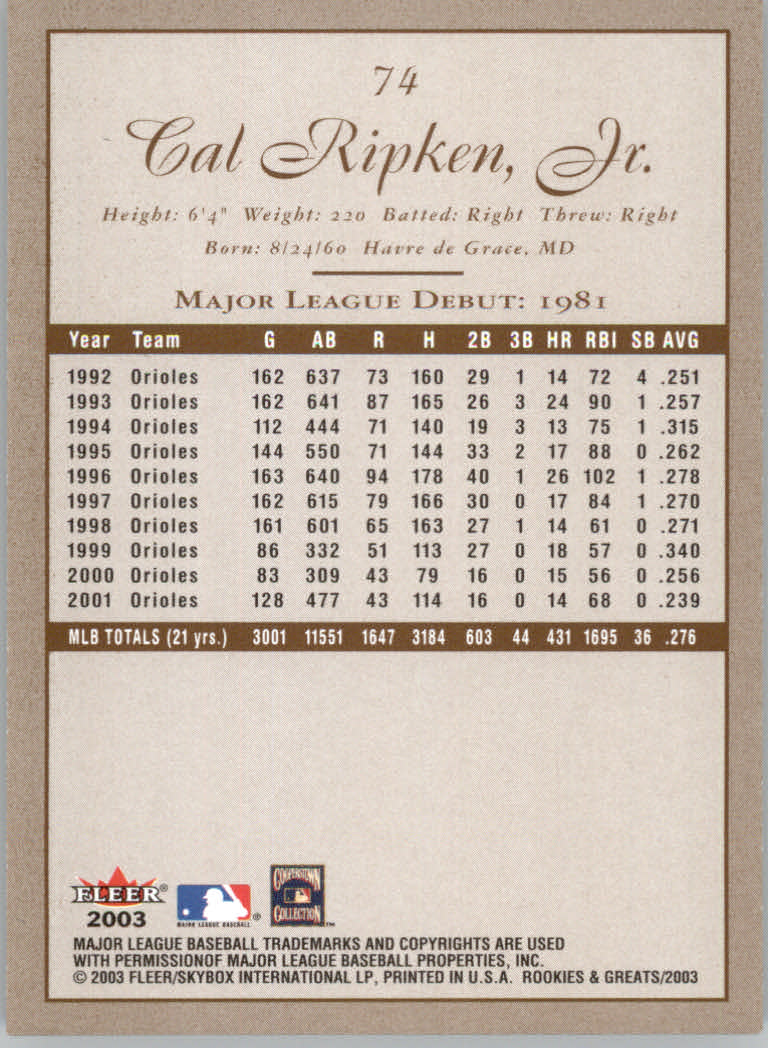 74
Cal Ripken, Jr.
Height: 6'4" Weight: 220 Batted: Right Threw: Right
Born: 8/24/60 Havre de Grace, MD
MAJOR LEAGUE DEBUT: 1981
Year Team G AB R H 2B 3B HR RBI SB AVG
1992 Orioles 162 637 73 160 29 1 14 72 4 .251
1993 Orioles 162 641 87 165 26 3 24 90 1 .257
1994 Orioles 112 444 71 140 19 3 13 75 1 .315
1995 Orioles 144 550 71 144 33 2 17 88 0 .262
1996 Orioles 163 640 94 178 40 1 26 102 1 .278
1997 Orioles 162 615 79 166 30 0 17 84 1 .270
1998 Orioles 161 601 65 163 27 1 14 61 0 .271
1999 Orioles 86 332 51 113 27 0 18 57 0 .340
2000 Orioles 83 309 43 79 16 0 15 56 0 .256
2001 Orioles 128 477 43 114 16 0 14 68 0 .239
MLB TOTALS (21 yrs.) 3001 11551 1647 3184 603 44 431 1695 36 .276
FLEER®
2003
MAJOR LEAGUE BASEBALL ®
COOPERSTOWN
COLLECTION ™
MAJOR LEAGUE BASEBALL TRADEMARKS AND COPYRIGHTS ARE USED
WITH PERMISSIONOF MAJOR LEAGUE BASEBALL PROPERTIES, INC.
© 2003 FLEER/SKYBOX INTERNATIONAL LP, PRINTED IN U.S.A. ROOKIES & GREATS/2003